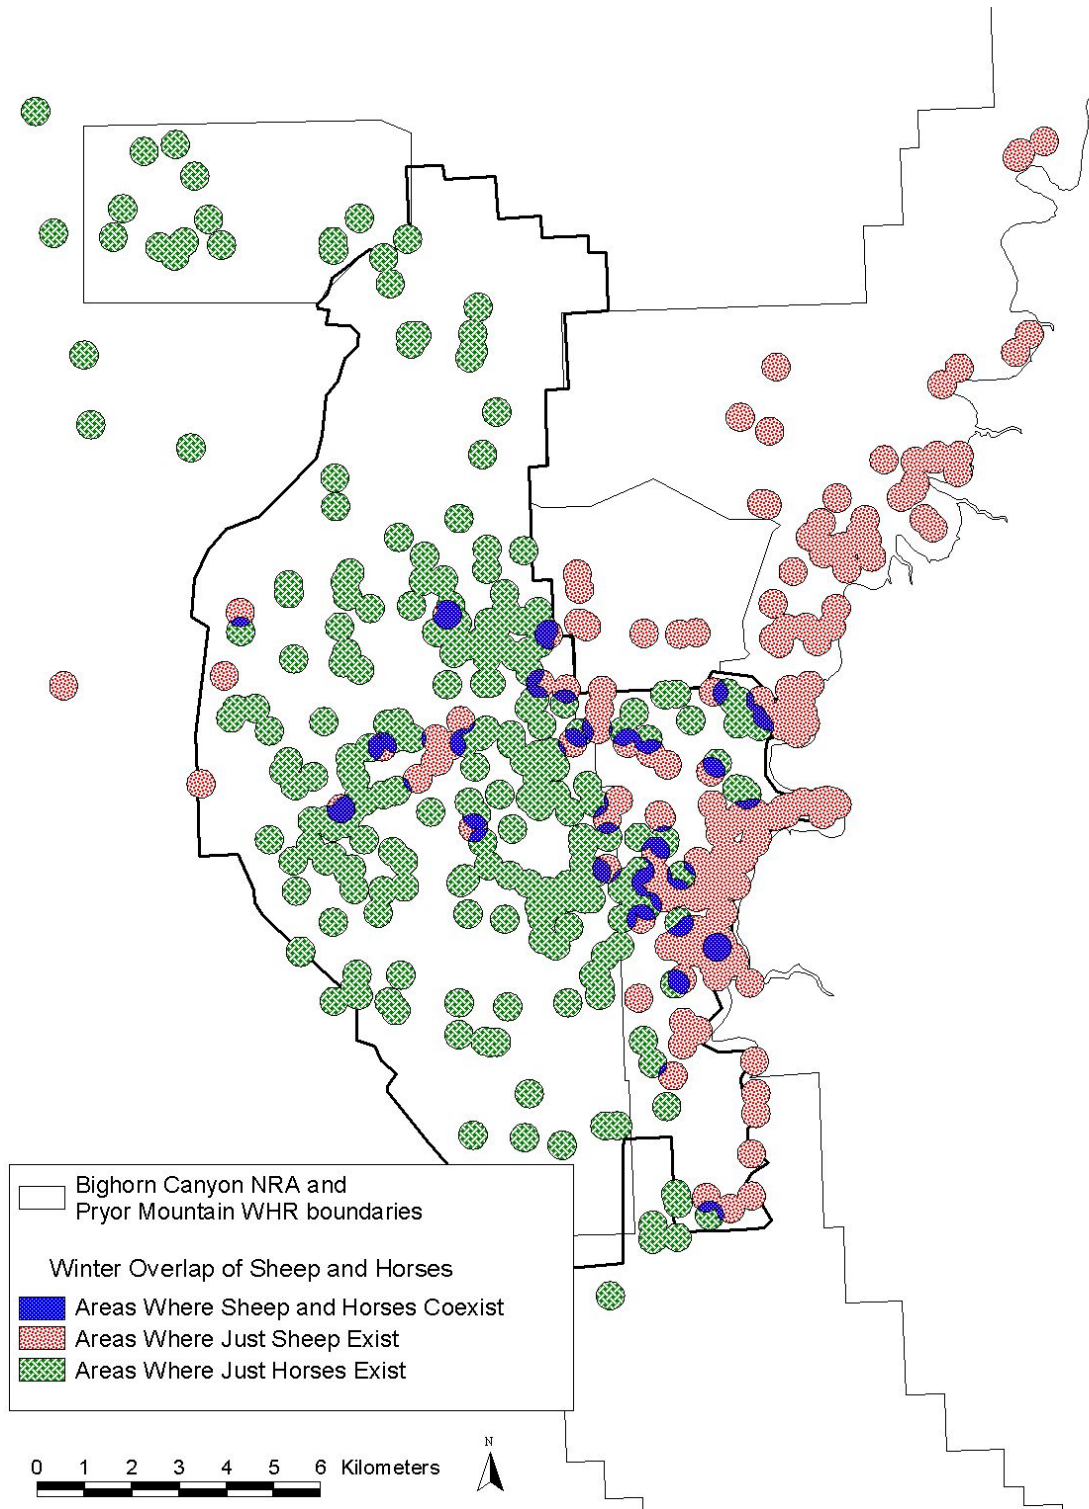 Bighorn Canyon NRA and
Pryor Mountain WHR boundaries
Winter Overlap of Sheep and Horses
Areas Where Sheep and Horses Coexist
Areas Where Just Sheep Exist
Areas Where Just Horses Exist
N
0 1 2 3 4 5 6 Kilometers